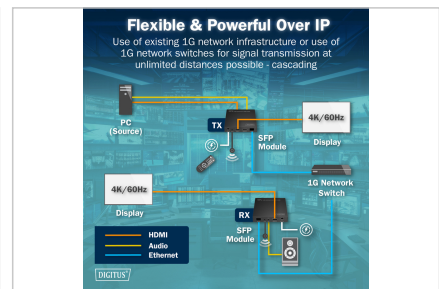 Flexible & Powerful Over IP
Use of existing 1G network infrastructure or use of
1G network switches for signal transmission at
unlimited distances possible - cascading
PC
(Source)
TX
SFP
Module
4K/60Hz
Display
1G Network
Switch
4K/60Hz
Display
RX
SFP
Module
HDMI
Audio
Ethernet
DIGITUS